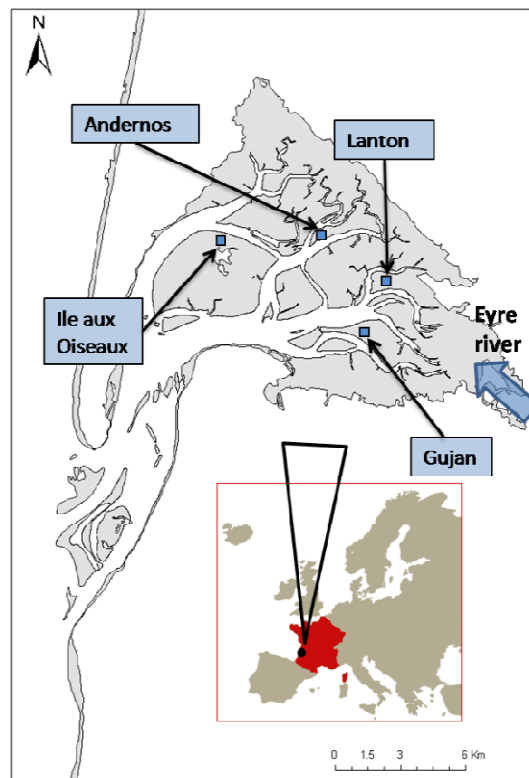 N
Andernos
Lanton
Ile aux
Oiseaux
Eyre
river
Gujan
0 1.5 3 6 Km